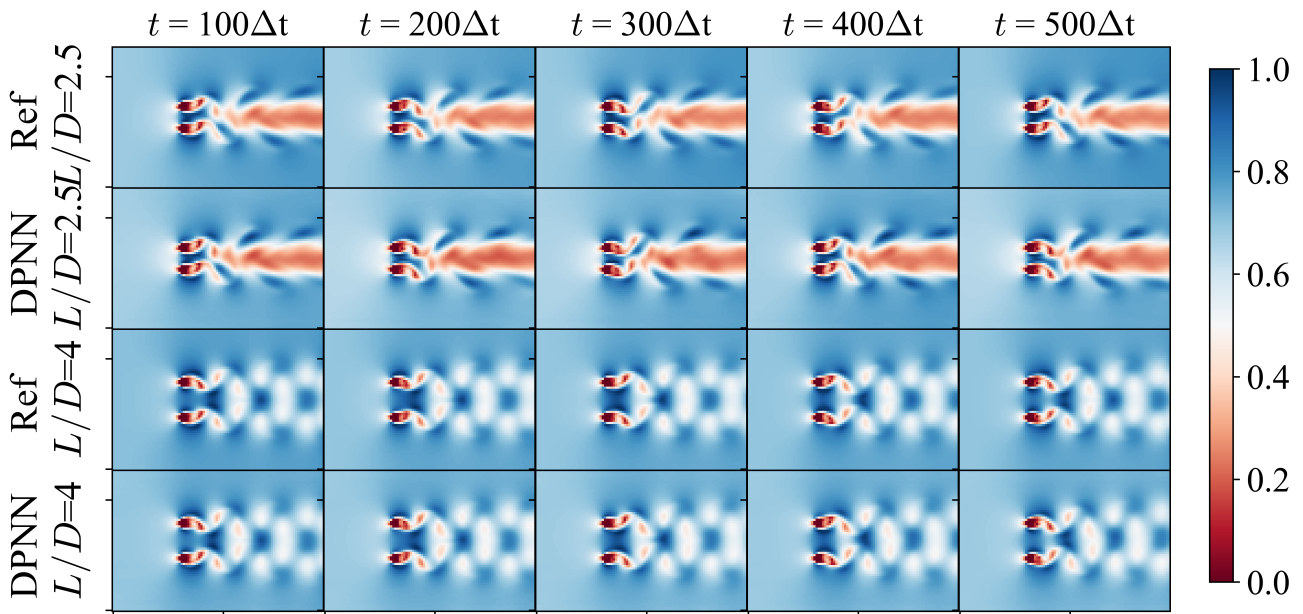 t = 100Δt t = 200Δt t = 300Δt t = 400Δt t = 500Δt
Ref
L/D=2.5
DPNN
L/D=2.5
Ref
L/D=4
DPNN
L/D=4
1.0
0.8
0.6
0.4
0.2
0.0